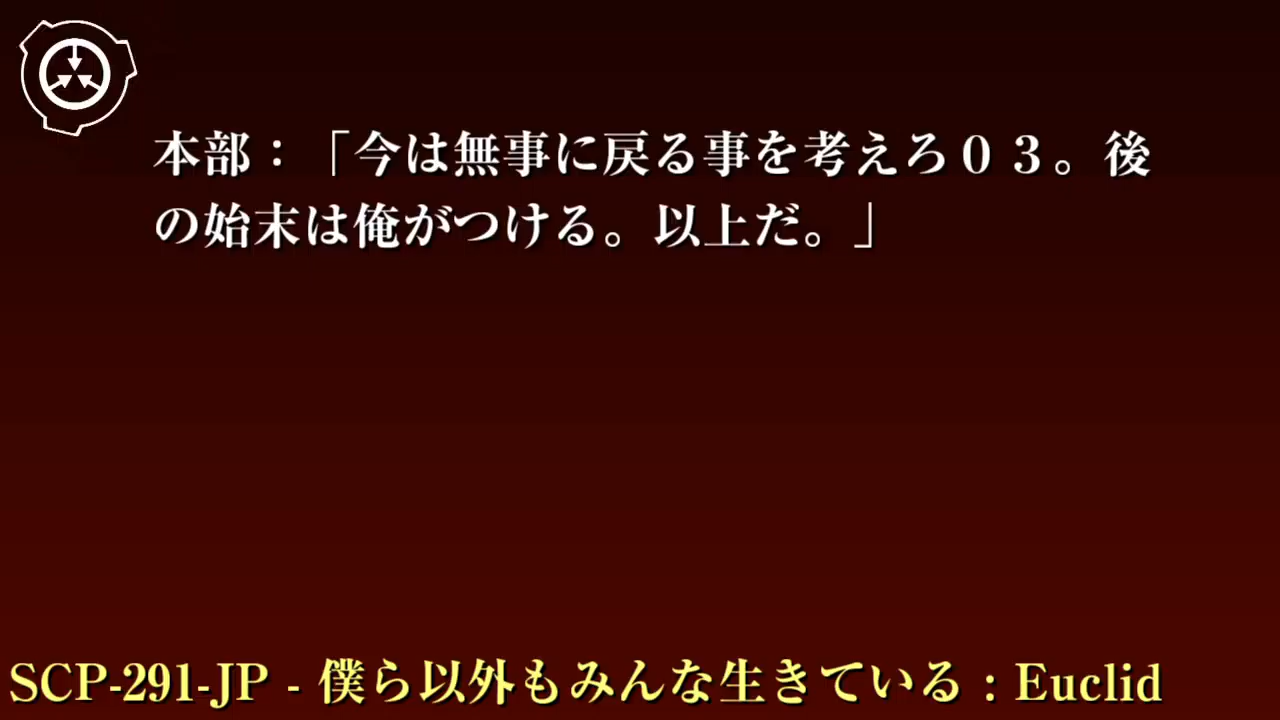 本部：「今は無事に戻る事を考えろ０３。後
の始末は俺がつける。以上だ。」
SCP-291-JP - 僕ら以外もみんな生きている : Euclid